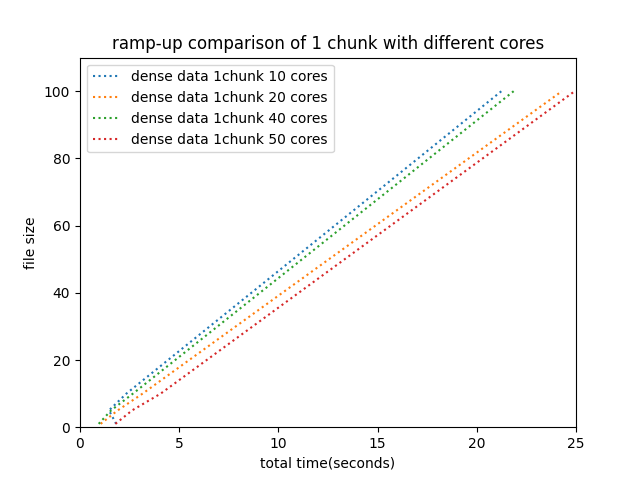 ramp-up comparison of 1 chunk with different cores
dense data 1chunk 10 cores
dense data 1chunk 20 cores
dense data 1chunk 40 cores
dense data 1chunk 50 cores
100
80
60
40
20
0
file size
0 5 10 15 20 25
total time(seconds)